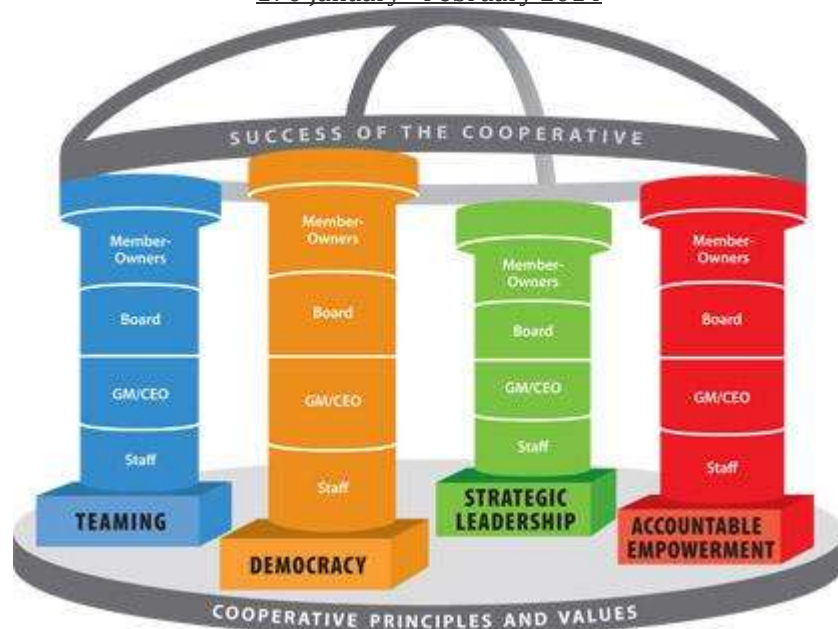 SUCCESS OF THE COOPERATIVE
Member-
Owners
Board
GM/CEO
Staff
TEAMING
Member-
Owners
Board
GM/CEO
Staff
DEMOCRACY
Member-
Owners
Board
GM/CEO
Staff
STRATEGIC
LEADERSHIP
Member-
Owners
Board
GM/CEO
Staff
ACCOUNTABLE
EMPOWERMENT
COOPERATIVE PRINCIPLES AND VALUES